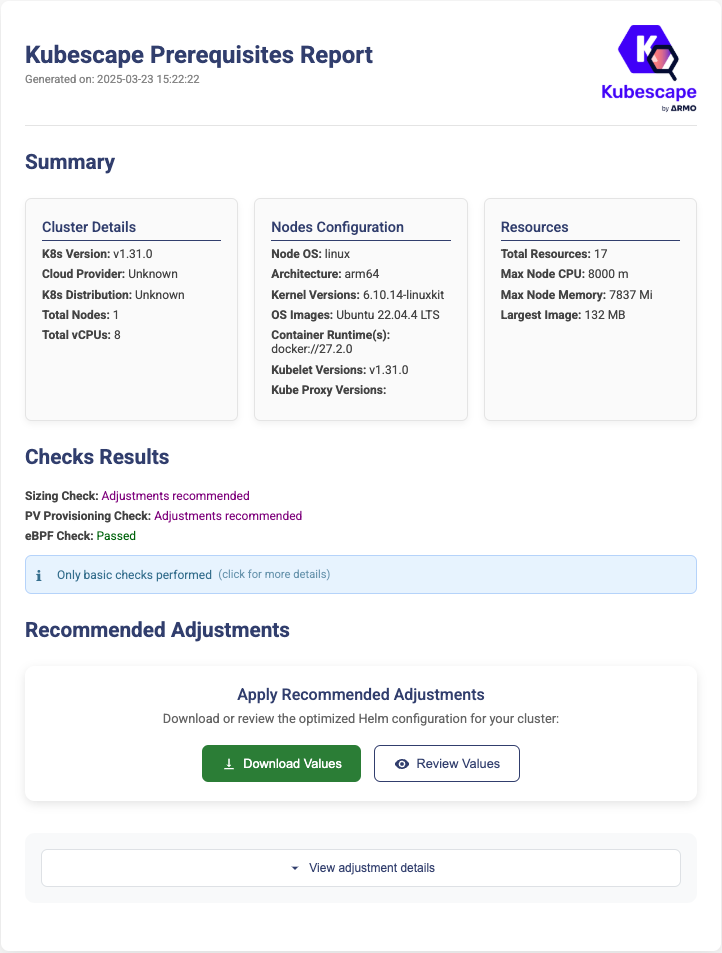 Kubescape Prerequisites Report
Generated on: 2025-03-23 15:22:22
Kubescape
by ARMO
Summary
Cluster Details
K8s Version: v1.31.0
Cloud Provider: Unknown
K8s Distribution: Unknown
Total Nodes: 1
Total vCPUs: 8
Nodes Configuration
Node OS: linux
Architecture: arm64
Kernel Versions: 6.10.14-linuxkit
OS Images: Ubuntu 22.04.4 LTS
Container Runtime(s):
docker://27.2.0
Kubelet Versions: v1.31.0
Kube Proxy Versions:
Resources
Total Resources: 17
Max Node CPU: 8000 m
Max Node Memory: 7837 Mi
Largest Image: 132 MB
Checks Results
Sizing Check: Adjustments recommended
PV Provisioning Check: Adjustments recommended
eBPF Check: Passed
Only basic checks performed (click for more details)
Recommended Adjustments
Apply Recommended Adjustments
Download or review the optimized Helm configuration for your cluster:
Download Values
Review Values
View adjustment details